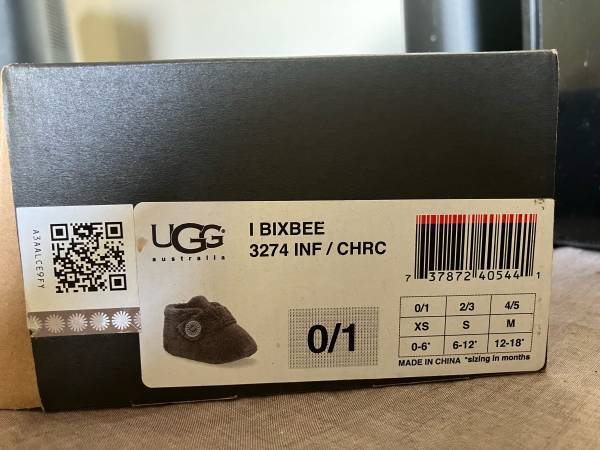 A3AALCE9FY
UGG
australia
I BIXBEE
3274 INF / CHRC
0/1
7 37872 40544 1
0/1 2/3 4/5
XS S M
0-6* 6-12* 12-18*
MADE IN CHINA *sizing in months